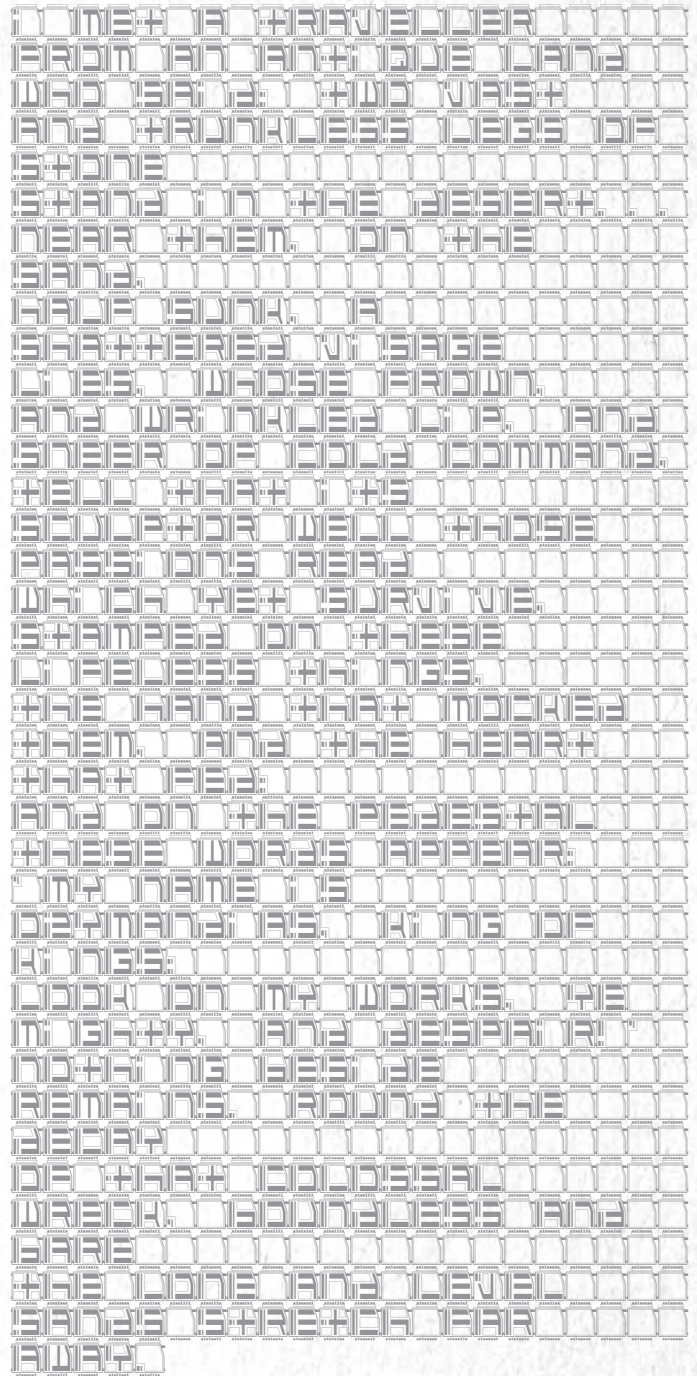 I met a traveller
from an antique land
Who said: Two vast
and trunkless legs of
stone
Stand in the desert...
Near them, on the
sand,
Half sunk, a
shattered visage
lies, whose frown,
And wrinkled lip, and
sneer of cold command,
Tell that its
sculptor well those
passions read
Which yet survive,
stamped on these
lifeless things,
The hand that mocked
them, and the heart
that fed:
And on the pedestal
these words appear:
'My name is
Ozymandias, king of
kings:
Look on my works, ye
Mighty, and despair!'
Nothing beside
remains. Round the
decay
Of that colossal
wreck, boundless and
bare
The lone and level
sands stretch far
away